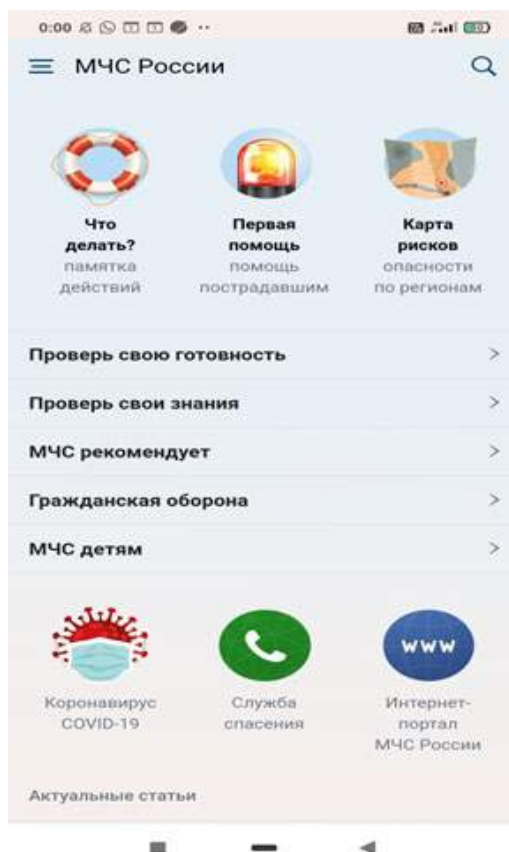 0:00
МЧС России
Что
делать?
памятка
действий
Первая
помощь
помощь
пострадавшим
Карта
рисков
опасности
по регионам
Проверь свою готовность
Проверь свои знания
МЧС рекомендует
Гражданская оборона
МЧС детям
Коронавирус
COVID-19
Служба
спасения
www
Интернет-
портал
МЧС России
Актуальные статьи